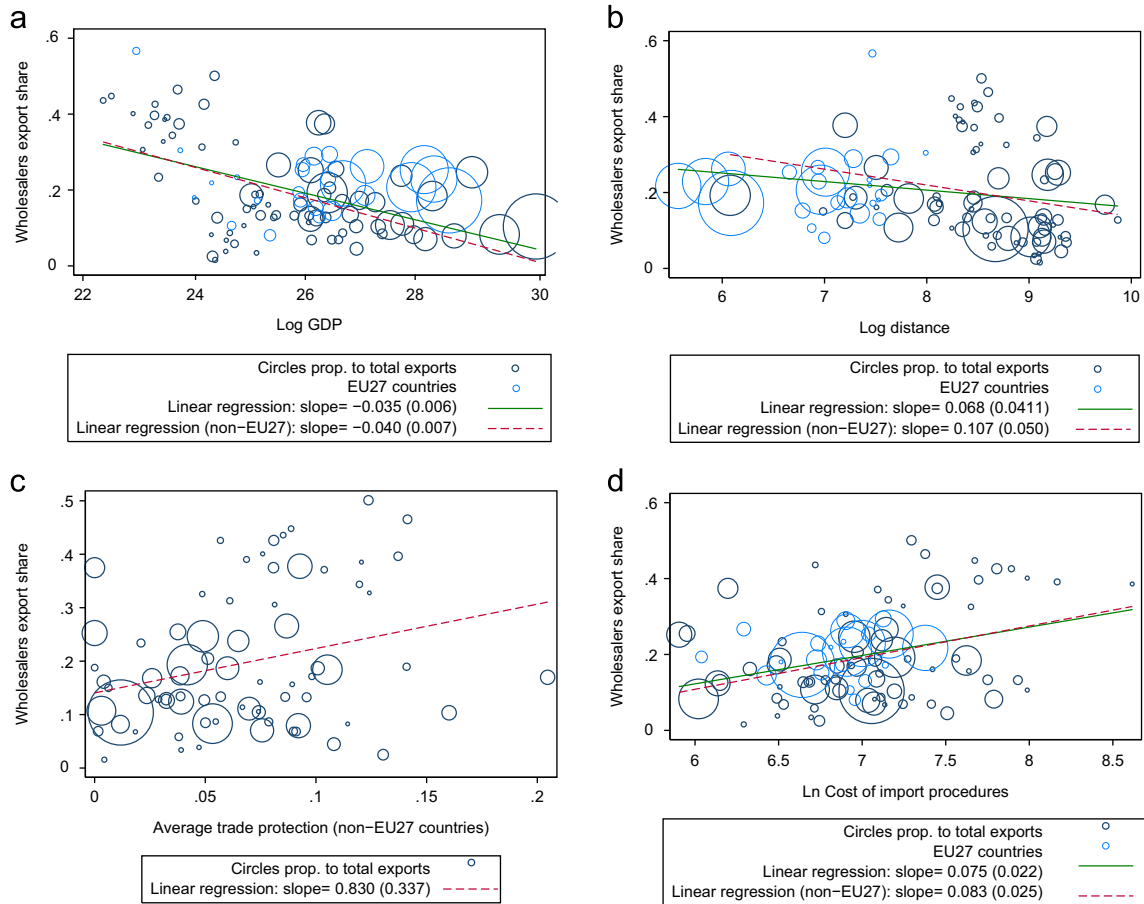 a
.6
.4
.2
0
Wholesalers export share
22
24
26
28
30
Log GDP
Circles prop. to total exports
EU27 countries
Linear regression: slope= −0.035 (0.006)
Linear regression (non−EU27): slope= −0.040 (0.007)
b
.6
.4
.2
0
Wholesalers export share
6
7
8
9
10
Log distance
Circles prop. to total exports
EU27 countries
Linear regression: slope= 0.068 (0.0411)
Linear regression (non−EU27): slope= 0.107 (0.050)
c
.5
.4
.3
.2
.1
0
Wholesalers export share
0
.05
.1
.15
.2
Average trade protection (non−EU27 countries)
Circles prop. to total exports
Linear regression: slope= 0.830 (0.337)
d
.6
.4
.2
0
Wholesalers export share
6
6.5
7
7.5
8
8.5
Ln Cost of import procedures
Circles prop. to total exports
EU27 countries
Linear regression: slope= 0.075 (0.022)
Linear regression (non−EU27): slope= 0.083 (0.025)